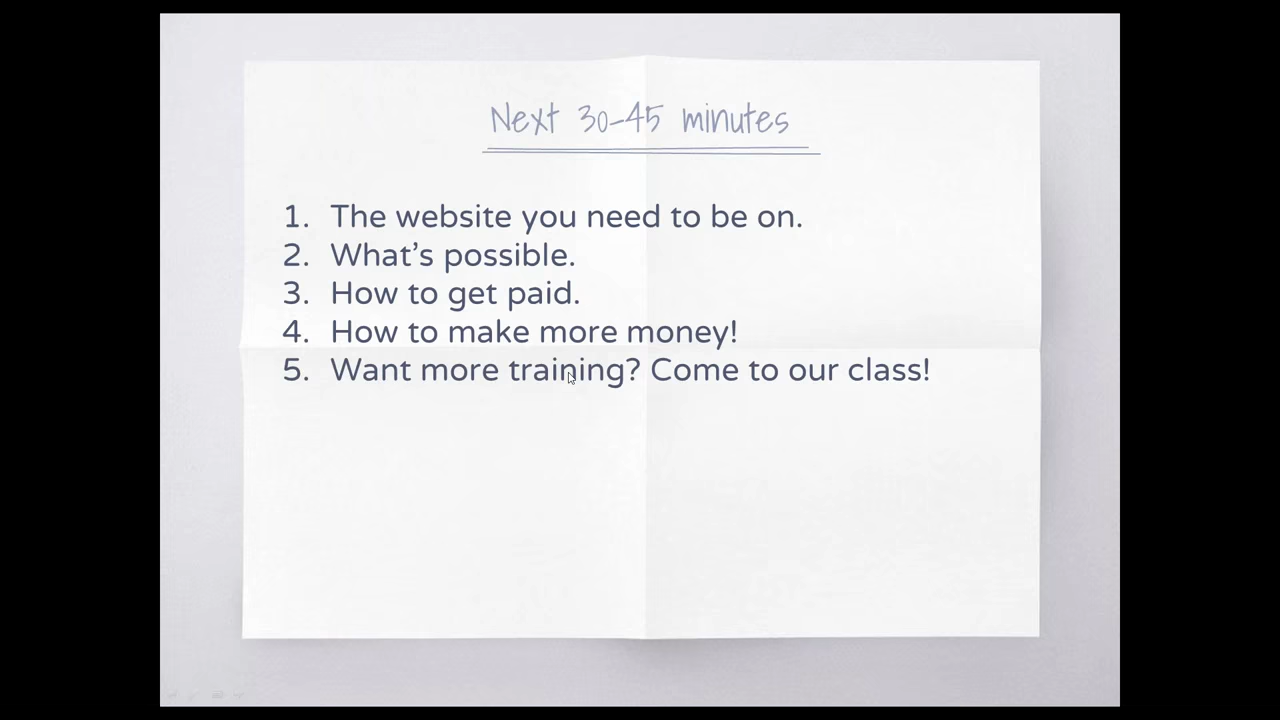 Next 30-45 minutes
1. The website you need to be on.
2. What's possible.
3. How to get paid.
4. How to make more money!
5. Want more training? Come to our class!